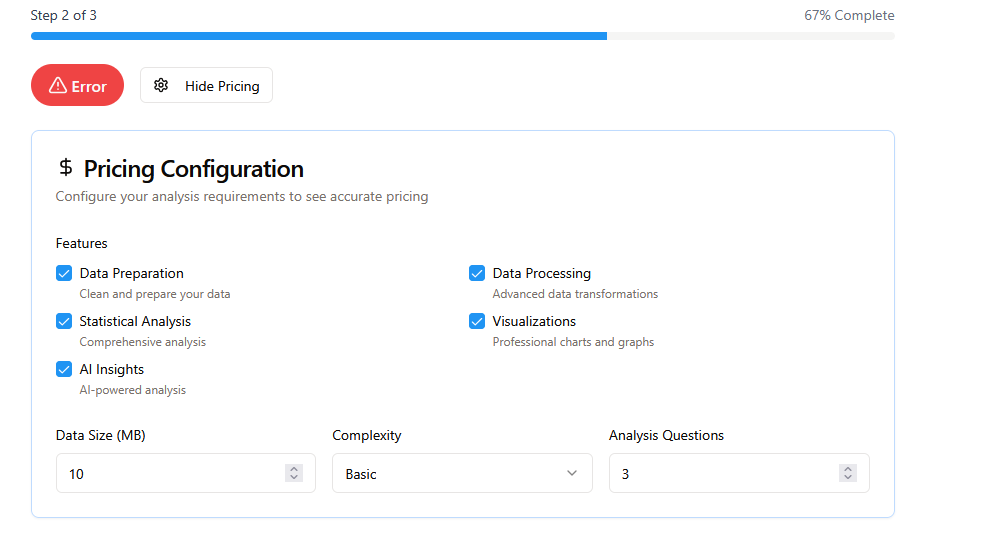 Step 2 of 3 67% Complete
Error Hide Pricing
$ Pricing Configuration
Configure your analysis requirements to see accurate pricing
Features
Data Preparation Data Processing
Clean and prepare your data Advanced data transformations
Statistical Analysis Visualizations
Comprehensive analysis Professional charts and graphs
AI Insights
AI-powered analysis
Data Size (MB) Complexity Analysis Questions
10 Basic 3